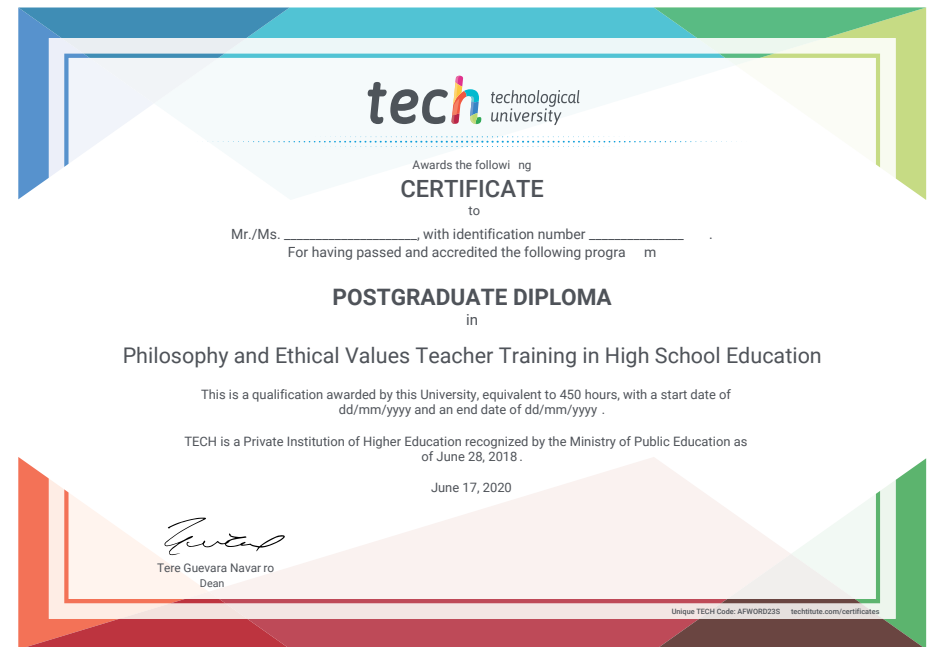 tech technological
university
Awards the followi ng
CERTIFICATE
to
Mr./Ms. ____________________, with identification number ______________ .
For having passed and accredited the following progra m
POSTGRADUATE DIPLOMA
in
Philosophy and Ethical Values Teacher Training in High School Education
This is a qualification awarded by this University, equivalent to 450 hours, with a start date of
dd/mm/yyyy and an end date of dd/mm/yyyy .
TECH is a Private Institution of Higher Education recognized by the Ministry of Public Education as
of June 28, 2018 .
June 17, 2020
Tere Guevara Navar ro
Dean
Unique TECH Code: AFWORD23S techtitute.com/certificates